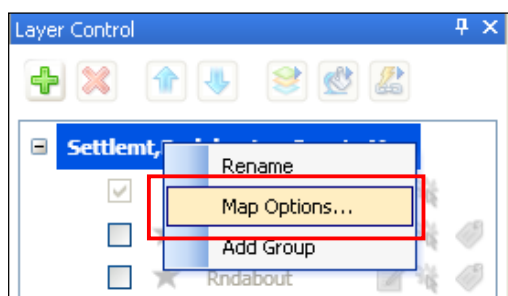 Layer Control
Settlemt,
Rename
Map Options...
Add Group
Rndabout